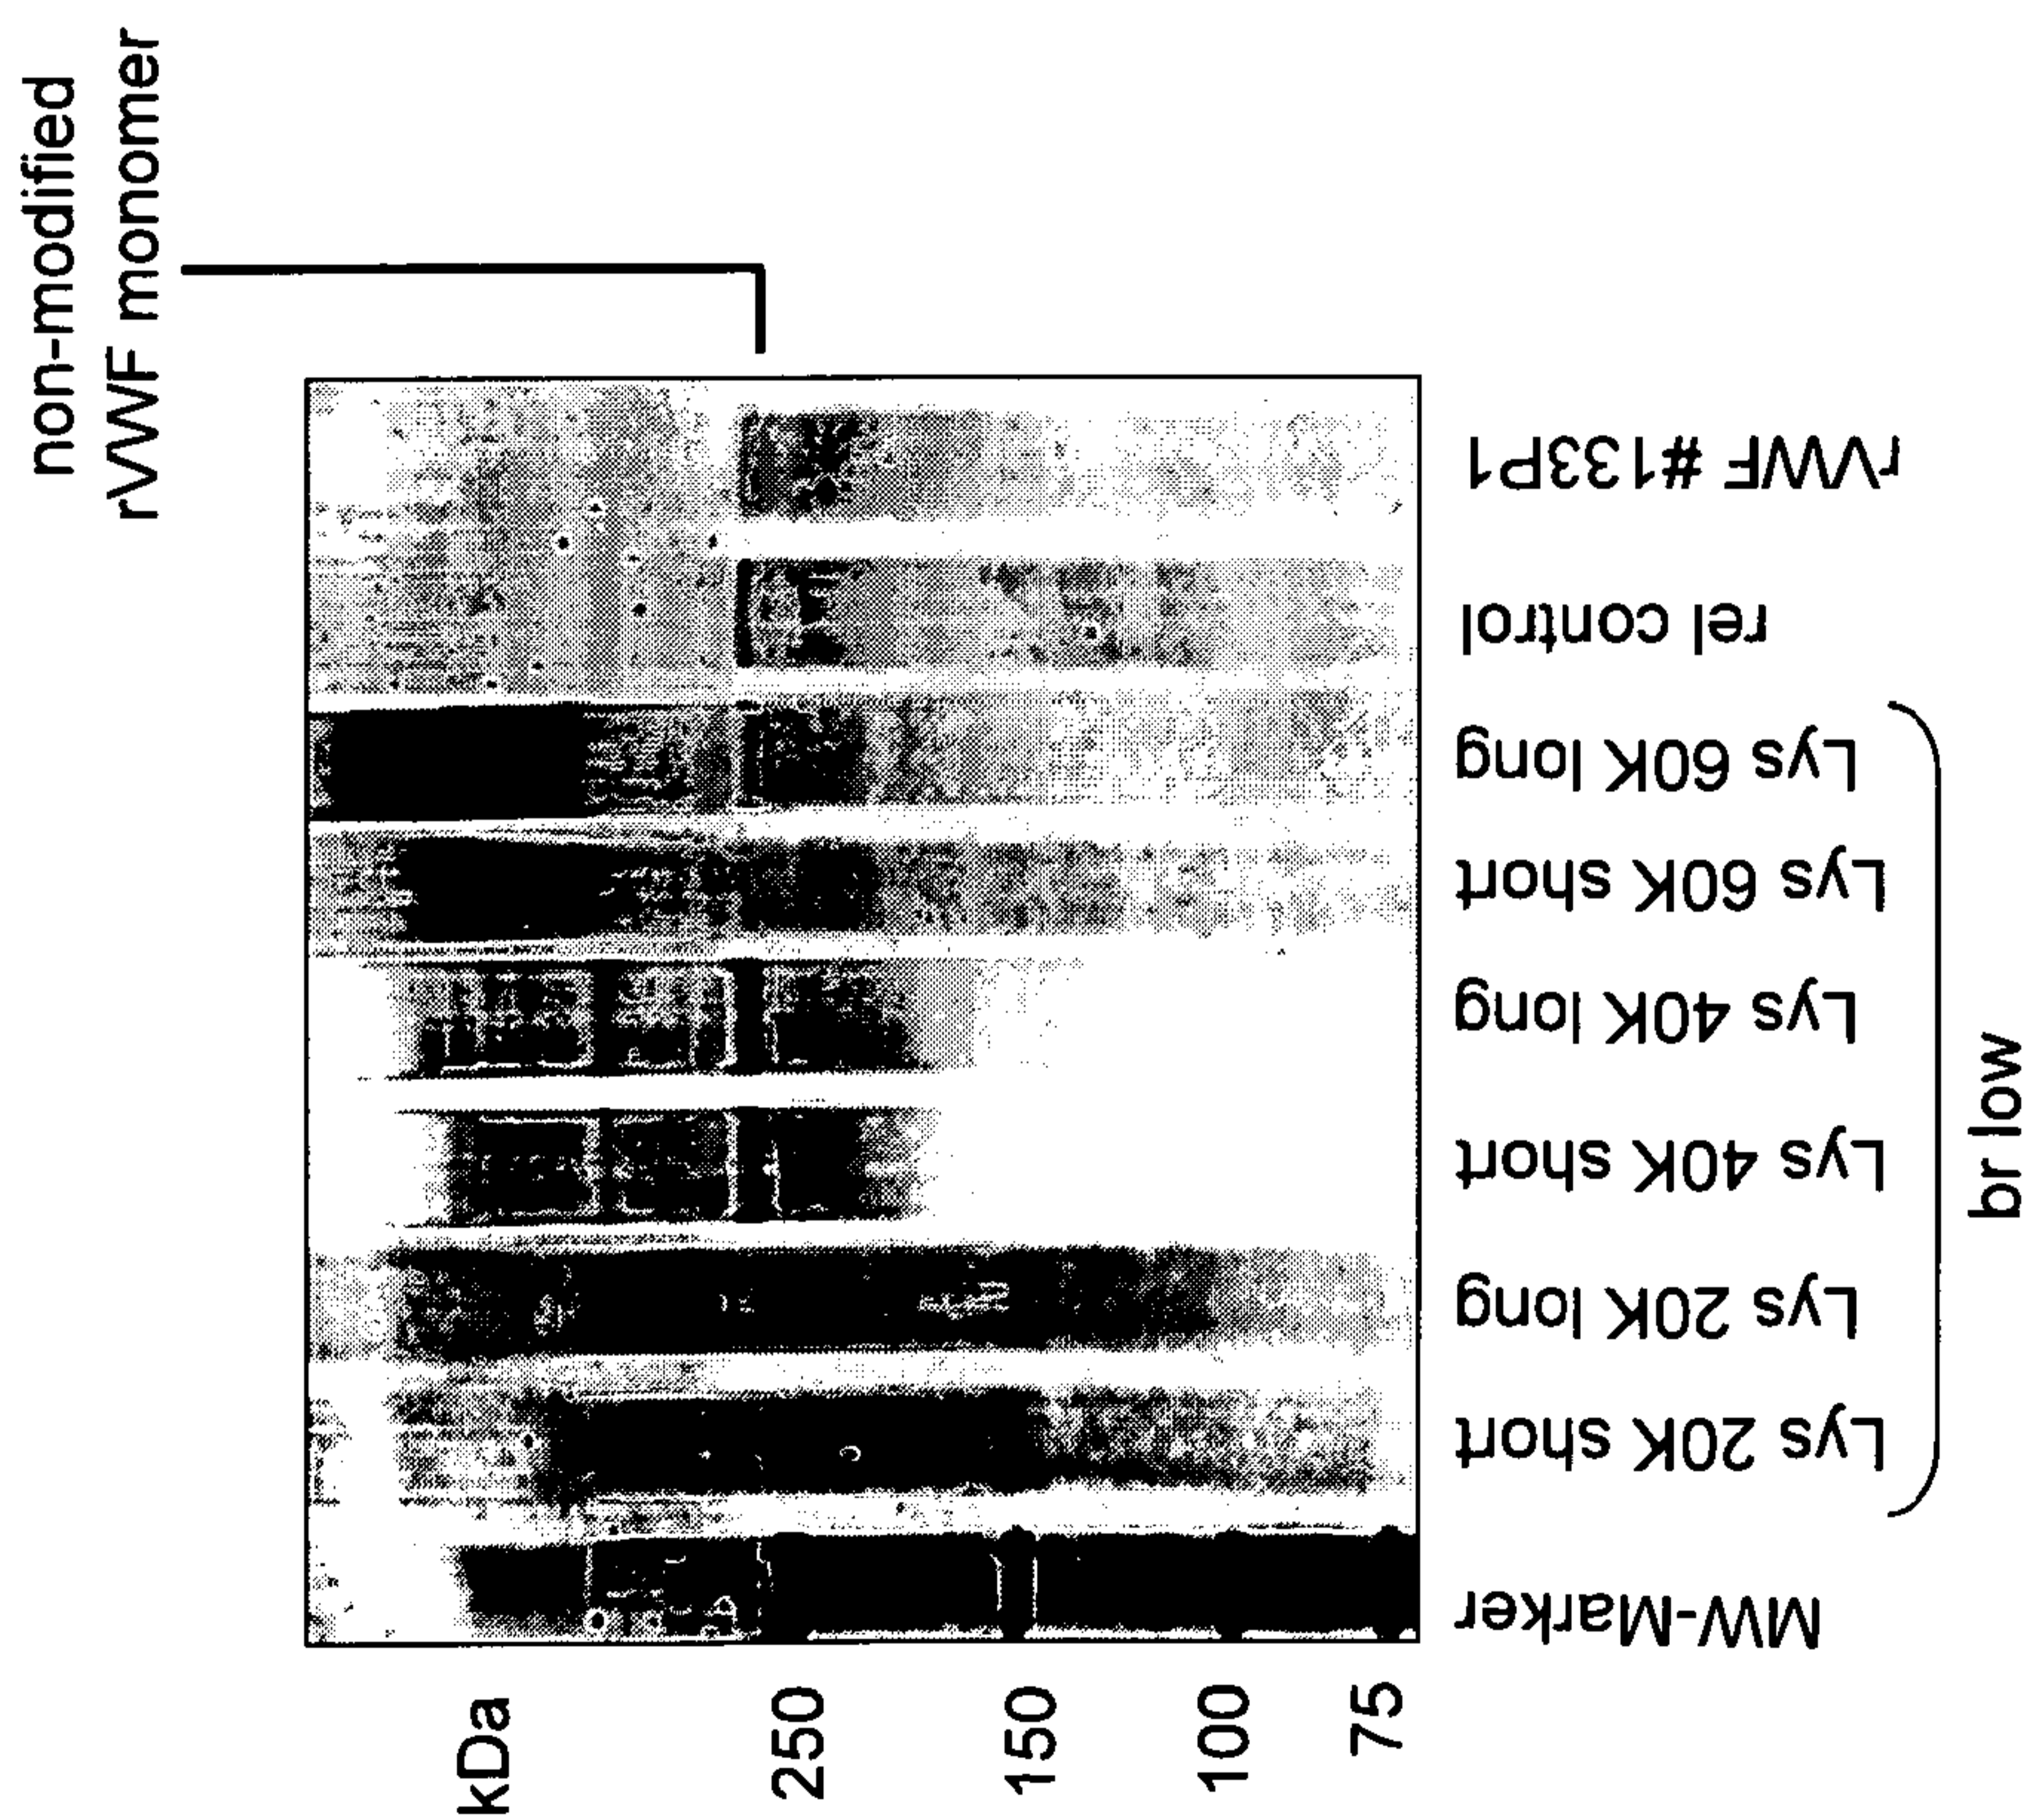 non-modified
rVWF monomer
kDa
250
150
100
75
MW-Marker
Lys 20K short
Lys 20K long
Lys 40K short
Lys 40K long
Lys 60K short
Lys 60K long
rel control
rVWF #133P1
br low